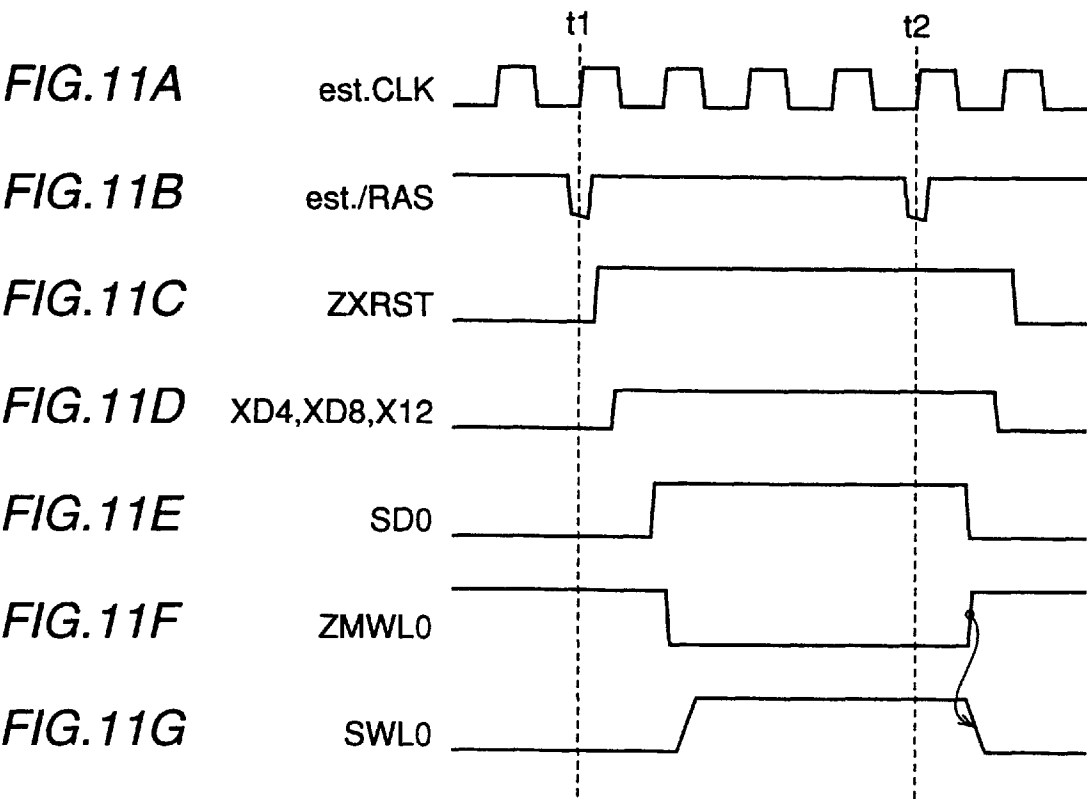 t1 t2
FIG.11A est.CLK
FIG.11B est./RAS
FIG.11C ZXRST
FIG.11D XD4,XD8,X12
FIG.11E SD0
FIG.11F ZMWL0
FIG.11G SWL0